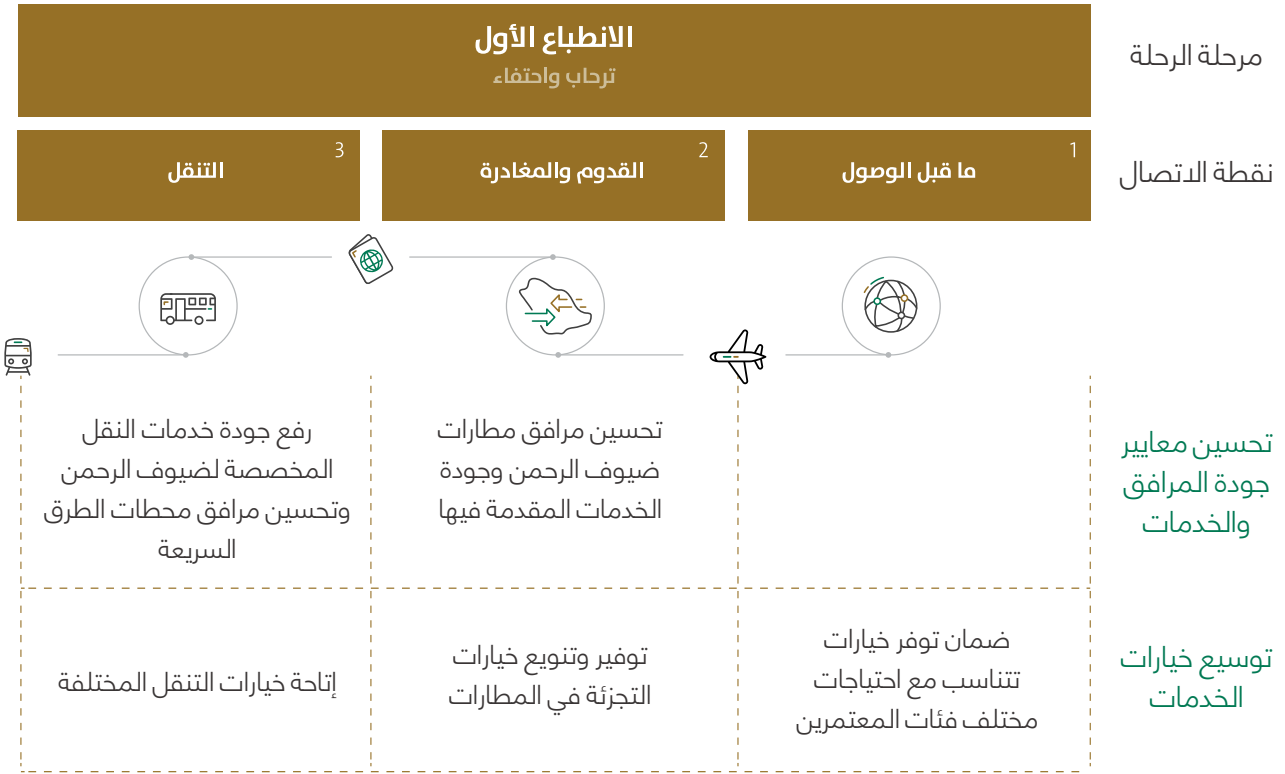 مرحلة الرحلة
الانطباع الأول
ترحاب واحتفاء
نقطة الاتصال
1
ما قبل الوصول
2
القدوم والمغادرة
3
التنقل
تحسين معايير
جودة المرافق
والخدمات
تحسين مرافق مطارات
ضيوف الرحمن وجودة
الخدمات المقدمة فيها
رفع جودة خدمات النقل
المخصصة لضيوف الرحمن
وتحسين مرافق محطات الطرق
السريعة
توسيع خيارات
الخدمات
ضمان توفر خيارات
تتناسب مع احتياجات
مختلف فئات المعتمرين
توفير وتنويع خيارات
التجزئة في المطارات
إتاحة خيارات التنقل المختلفة